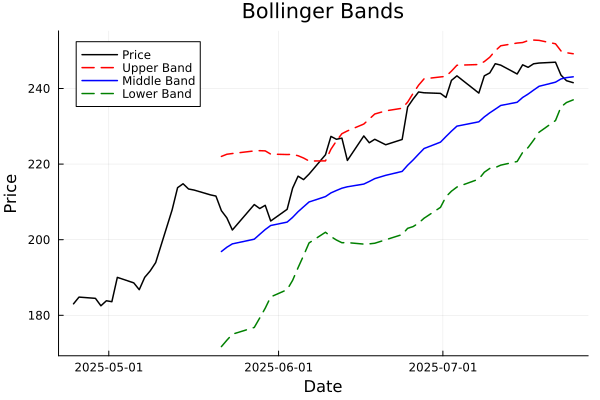 Bollinger Bands
Price
Upper Band
Middle Band
Lower Band
240
220
200
180
Price
2025-05-01
2025-06-01
2025-07-01
Date